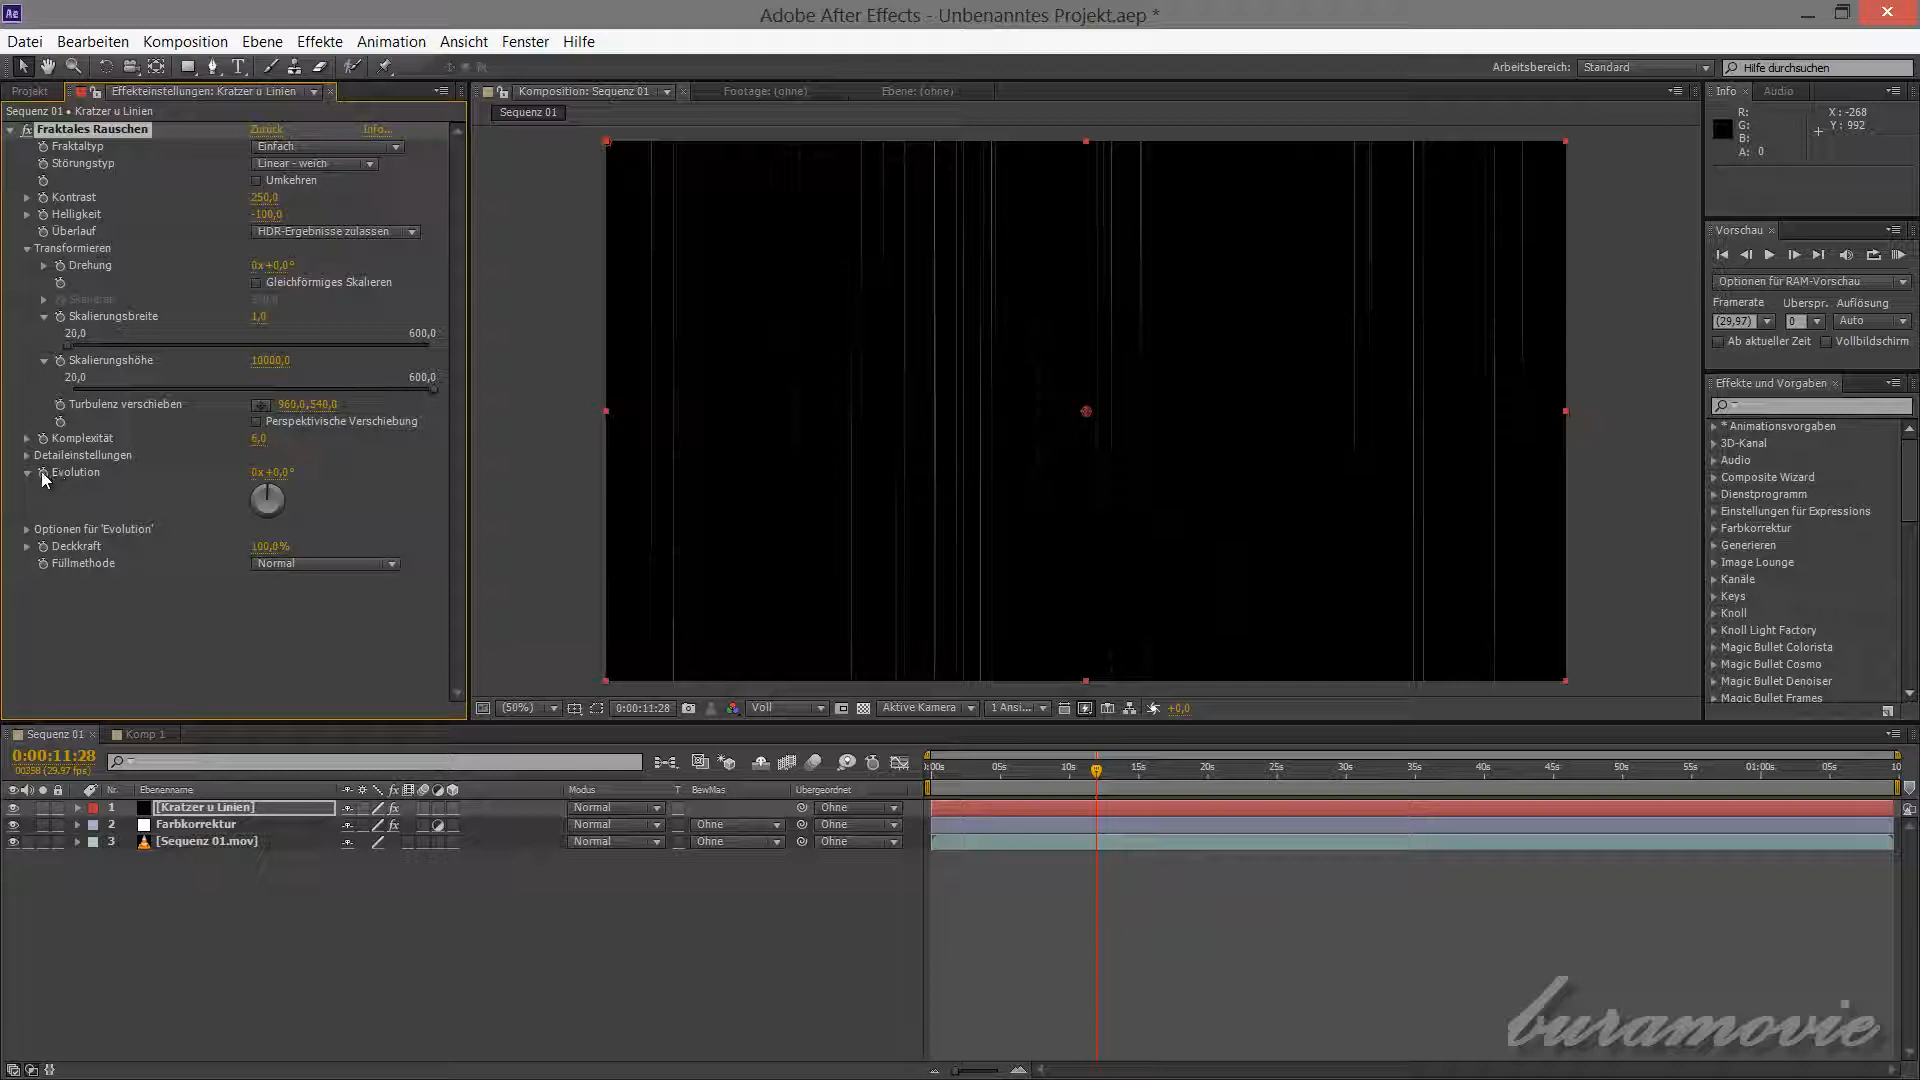 Ae Adobe After Effects - Unbenanntes Projekt.aep *
Datei Bearbeiten Komposition Ebene Effekte Animation Ansicht Fenster Hilfe
Arbeitsbereich: Standard Hilfe durchsuchen
Projekt Effekteinstellungen: Kratzer u Linien
Komposition: Sequenz 01 Footage: (ohne) Ebene: (ohne)
Info Audio
Sequenz 01 • Kratzer u Linien
Sequenz 01
Fraktales Rauschen Zurück Info...
Fraktaltyp Einfach
Störungstyp Linear - weich
Umkehren
Kontrast 250,0
Helligkeit -100,0
Überlauf HDR-Ergebnisse zulassen
Transformieren
Drehung 0x+0,0°
Gleichförmiges Skalieren
Skalierungsbreite 1,0
20,0 600,0
Skalierungshöhe 10000,0
20,0 600,0
Turbulenz verschieben 960,0,540,0
Perspektivische Verschiebung
Komplexität 6,0
Detaileinstellungen
Evolution 0x+0,0°
Optionen für 'Evolution'
Deckkraft 100,0%
Füllmethode Normal
R:
G:
B:
A: 0
X: -268
Y: 992
Vorschau
Optionen für RAM-Vorschau
Framerate Überspr. Auflösung
(29,97) 0 Auto
Ab aktueller Zeit Vollbildschirm
Effekte und Vorgaben
* Animationsvorgaben
3D-Kanal
Audio
Composite Wizard
Dienstprogramm
Einstellungen für Expressions
Farbkorrektur
Generieren
Image Lounge
Kanäle
Keys
Knoll
Knoll Light Factory
Magic Bullet Colorista
Magic Bullet Cosmo
Magic Bullet Denoiser
Magic Bullet Frames
(50%) 0:00:11:28 Voll Aktive Kamera 1 Ansi... +0,0
Sequenz 01 Komp 1
0:00:11:28
00358 (29,97 fps)
:00s 05s 10s 15s 20s 25s 30s 35s 40s 45s 50s 55s 01:00s 05s 10
Nr. Ebenenname fx Modus T BewMas Übergeordnet
1 [Kratzer u Linien] fx Normal Ohne
2 Farbkorrektur fx Normal Ohne Ohne
3 [Sequenz 01.mov] Normal Ohne Ohne
buramovie